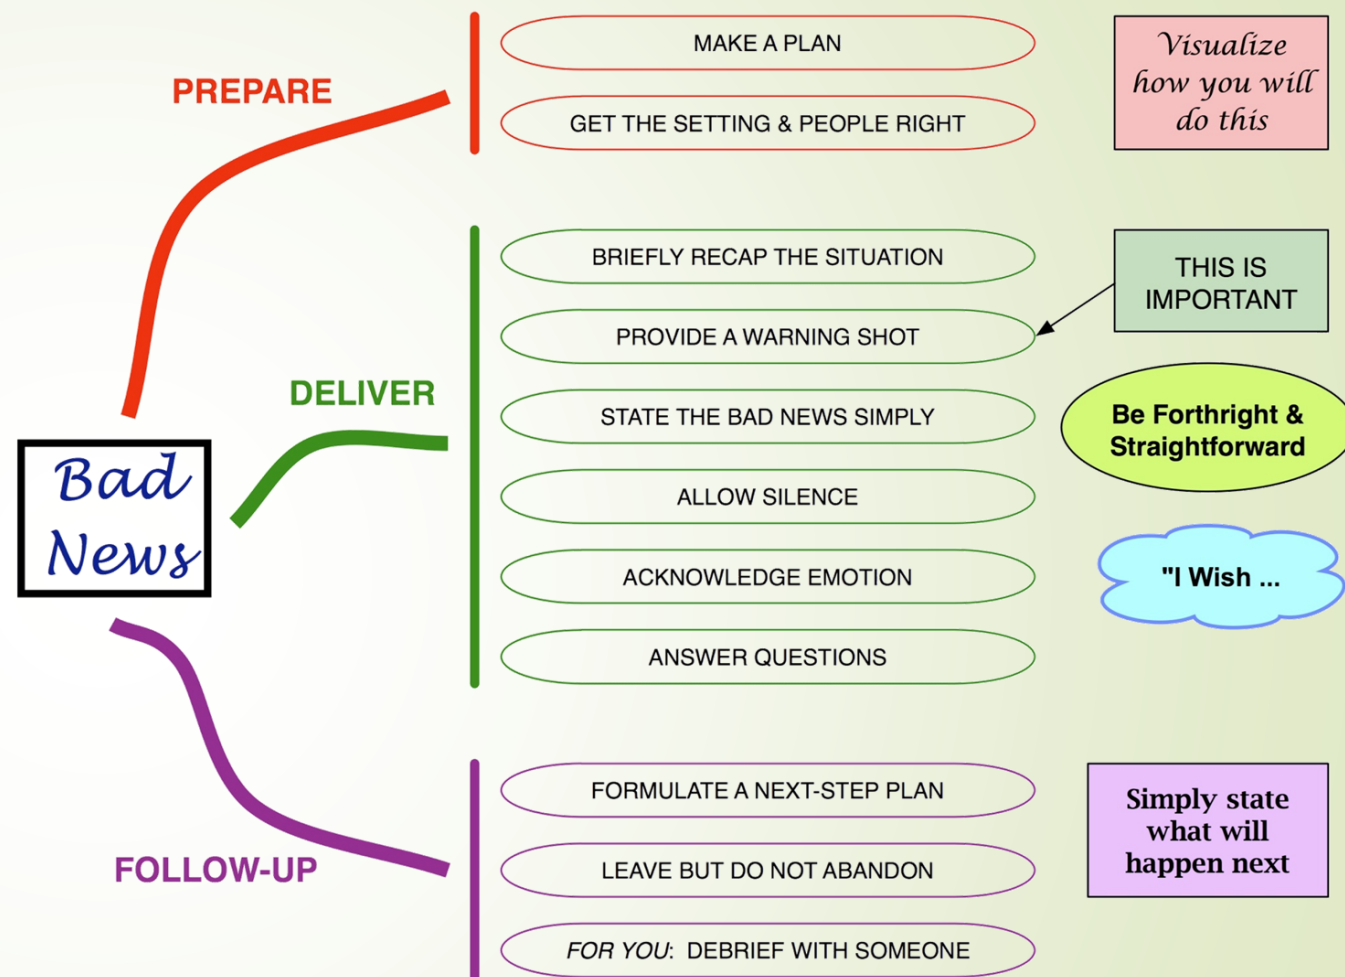 PREPARE
MAKE A PLAN
GET THE SETTING & PEOPLE RIGHT
Visualize
how you will
do this
Bad
News
DELIVER
BRIEFLY RECAP THE SITUATION
PROVIDE A WARNING SHOT
STATE THE BAD NEWS SIMPLY
ALLOW SILENCE
ACKNOWLEDGE EMOTION
ANSWER QUESTIONS
THIS IS
IMPORTANT
Be Forthright &
Straightforward
"I Wish ...
FOLLOW-UP
FORMULATE A NEXT-STEP PLAN
LEAVE BUT DO NOT ABANDON
FOR YOU: DEBRIEF WITH SOMEONE
Simply state
what will
happen next